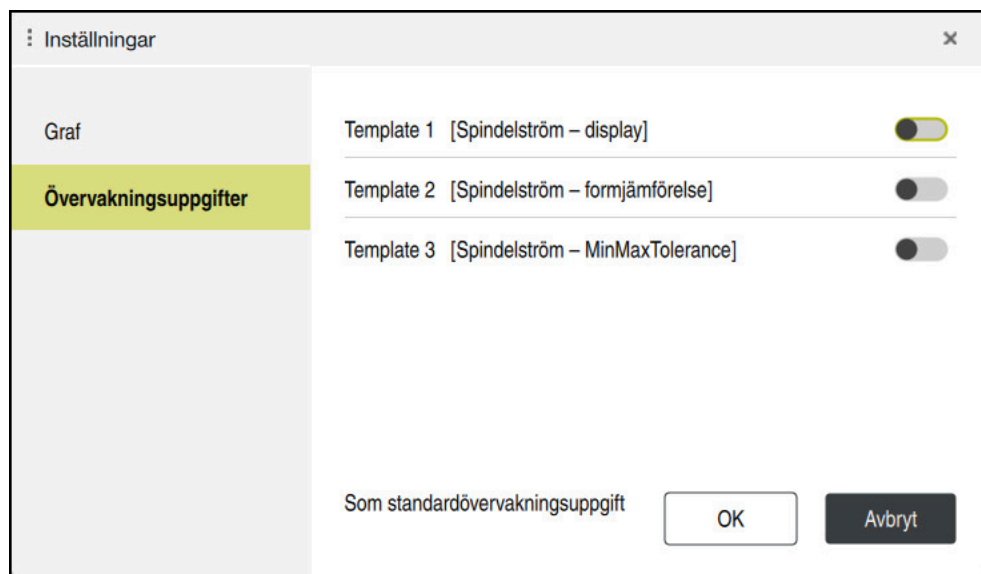 Inställningar
Graf
Övervakningsuppgifter
Template 1 [Spindelström – display]
Template 2 [Spindelström – formjämförelse]
Template 3 [Spindelström – MinMaxTolerance]
Som standardövervakningsuppgift
OK
Avbryt